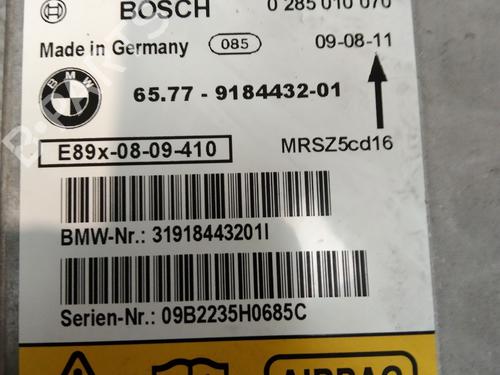 BOSCH 0 285 010 070
Made in Germany 085 09-08-11
BMW 65.77 - 9184432-01
E89x-08-09-410 MRSZ5cd16
BMW-Nr.: 31918443201I
Serien-Nr.: 09B2235H0685C
AIRBAG
B-PARTS